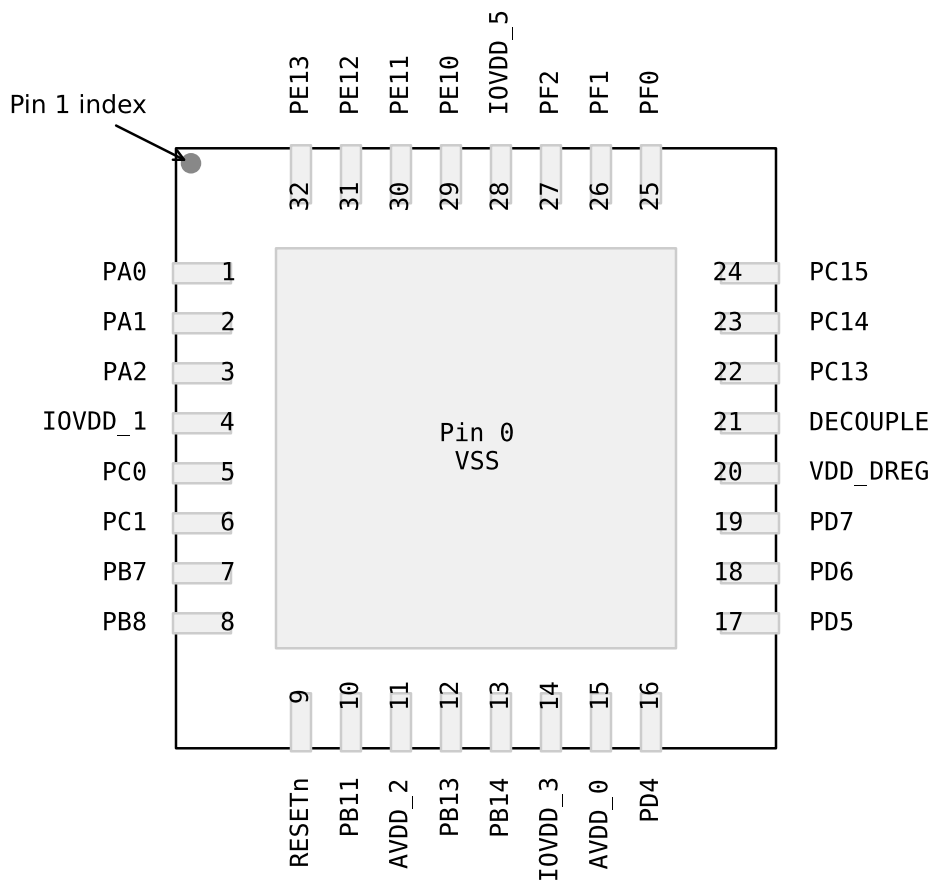 IOVDD_5
PE13 PE12 PE11 PE10 PF2 PF1 PF0
Pin 1 index
32 31 30 29 28 27 26 25
PA0 1 24 PC15
PA1 2 23 PC14
PA2 3 22 PC13
IOVDD_1 4 21 DECOUPLE
Pin 0
VSS
PC0 5 20 VDD_DREG
PC1 6 19 PD7
PB7 7 18 PD6
PB8 8 17 PD5
9 10 11 12 13 14 15 16
RESETn PB11 AVDD_2 PB13 PB14 IOVDD_3 AVDD_0 PD4